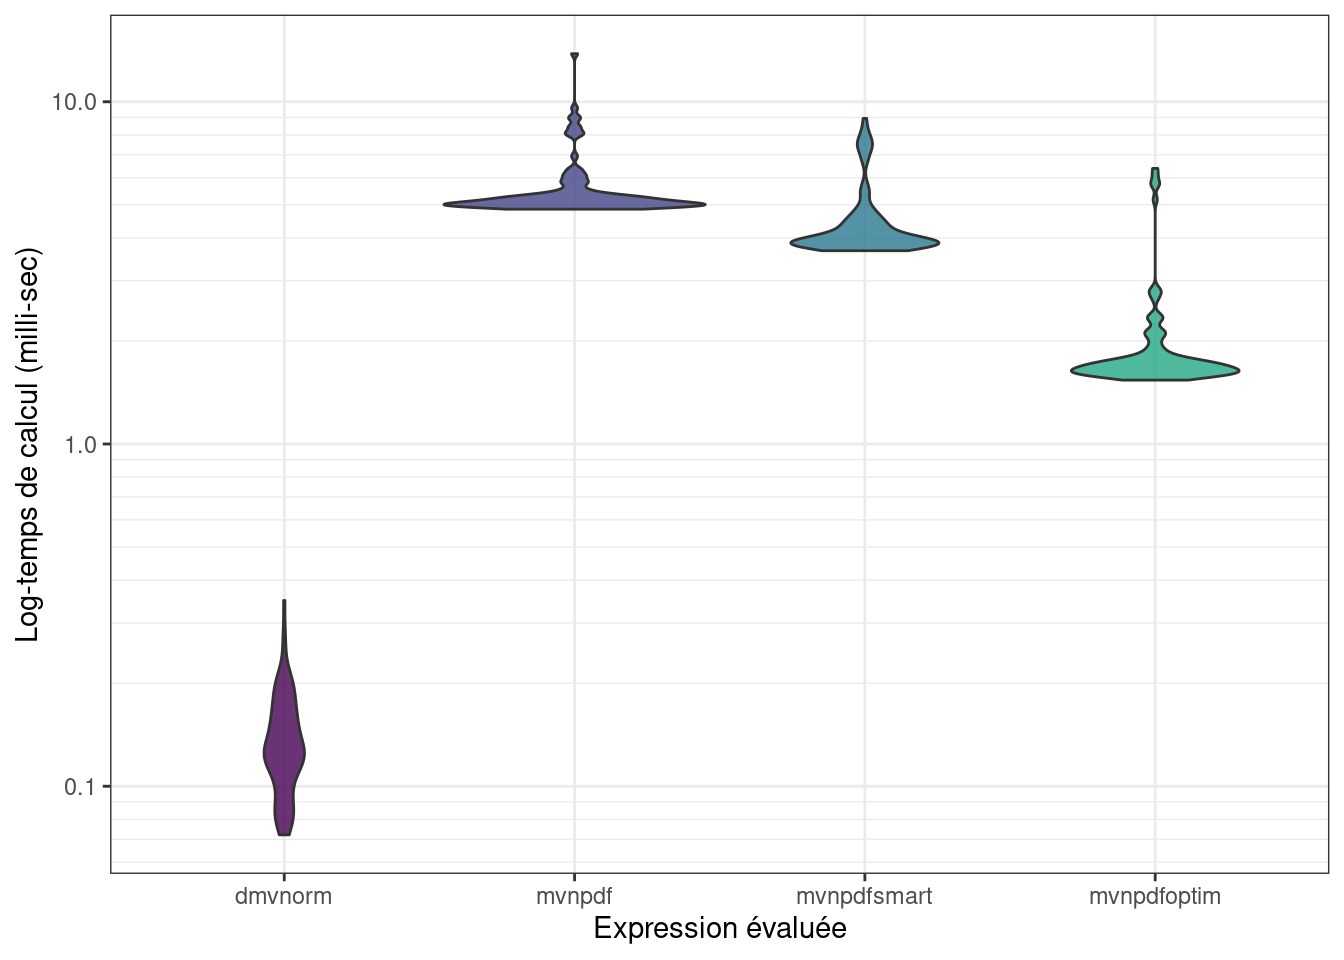 Log-temps de calcul (milli-sec)
10.0
1.0
0.1
dmvnorm
mvnpdf
mvnpdfsmart
mvnpdfoptim
Expression évaluée